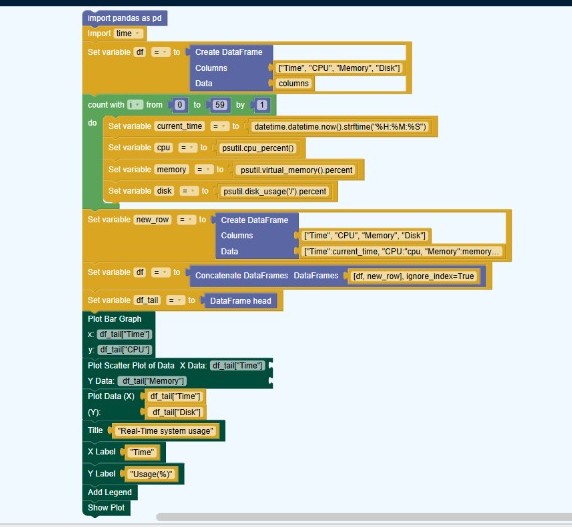 import pandas as pd
Import time
Set variable df = to Create DataFrame
Columns ["Time", "CPU", "Memory", "Disk"]
Data columns
count with i from 0 to 59 by 1
do Set variable current_time = to datetime.datetime.now().strftime("%H:%M:%S")
Set variable cpu = to psutil.cpu_percent()
Set variable memory = to psutil.virtual_memory().percent
Set variable disk = to psutil.disk_usage('/').percent
Set variable new_row = to Create DataFrame
Columns ["Time", "CPU", "Memory", "Disk"]
Data ["Time":current_time, "CPU:"cpu, "Memory":memory...
Set variable df = to Concatenate DataFrames DataFrames [df, new_row], ignore_index=True
Set variable df_tail = to DataFrame head
Plot Bar Graph
x: df_tail["Time"]
y: df_tail["CPU"]
Plot Scatter Plot of Data X Data: df_tail["Time"]
Y Data: df_tail["Memory"]
Plot Data (X) df_tail["Time"]
(Y): df_tail["Disk"]
Title "Real-Time system usage"
X Label "Time"
Y Label "Usage(%)"
Add Legend
Show Plot